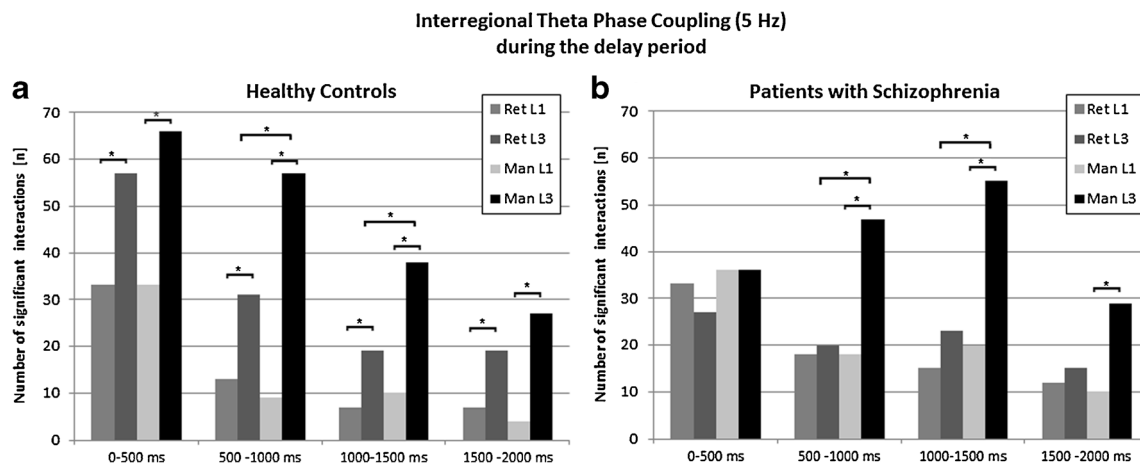 Interregional Theta Phase Coupling (5 Hz)
during the delay period
a
Healthy Controls
Number of significant interactions [n]
70
60
50
40
30
20
10
0
Ret L1
Ret L3
Man L1
Man L3
* * * * * * * * * *
0-500 ms
500 -1000 ms
1000-1500 ms
1500 -2000 ms
b
Patients with Schizophrenia
Number of significant interactions [n]
70
60
50
40
30
20
10
0
Ret L1
Ret L3
Man L1
Man L3
* * * * *
0-500 ms
500 -1000 ms
1000-1500 ms
1500 -2000 ms